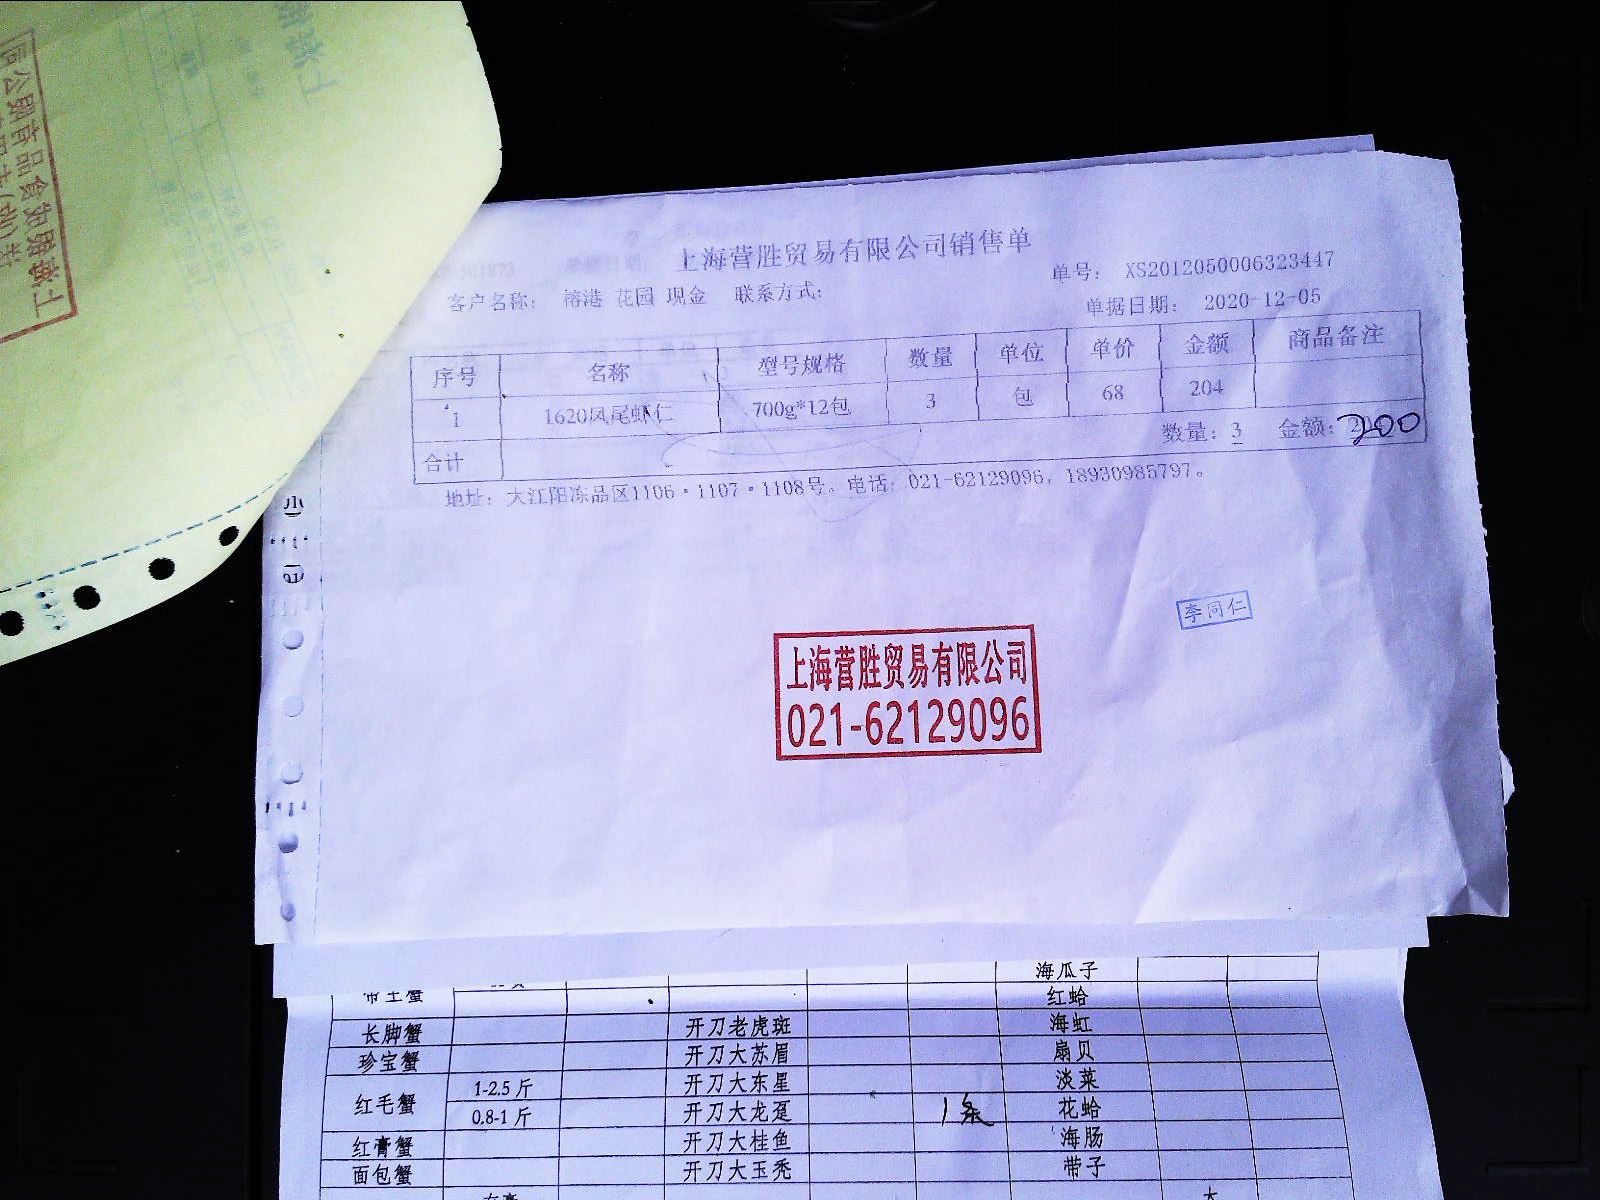 上海营胜贸易有限公司销售单
单号: XS2012050006323447
客户名称: 榕港 花园 现金 联系方式:
单据日期: 2020-12-05
序号 名称 型号规格 数量 单位 单价 金额 商品备注
1 1620凤尾虾仁 700g*12包 3 包 68 204
合计 数量: 3 金额: 200
地址: 大江阳冻品区1106·1107·1108号。电话: 021-62129096, 18930985797。
李同仁
上海营胜贸易有限公司
021-62129096
海瓜子
帝王蟹 红蛤
长脚蟹 开刀老虎斑 海虹
珍宝蟹 开刀大苏眉 扇贝
红毛蟹 1-2.5 斤 开刀大东星 淡菜
0.8-1 斤 开刀大龙趸 1条 花蛤
红膏蟹 开刀大桂鱼 海肠
面包蟹 开刀大玉秃 带子